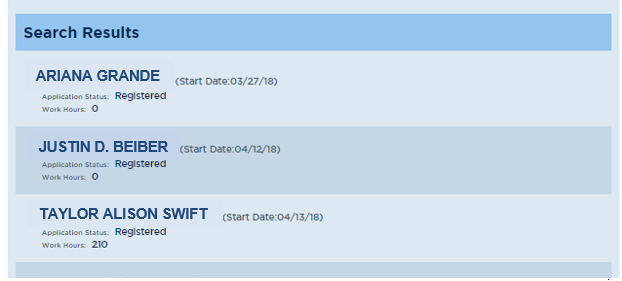 Search Results
ARIANA GRANDE (Start Date:03/27/18)
Application Status: Registered
Work Hours: 0
JUSTIN D. BEIBER (Start Date:04/12/18)
Application Status: Registered
Work Hours: 0
TAYLOR ALISON SWIFT (Start Date:04/13/18)
Application Status: Registered
Work Hours: 210